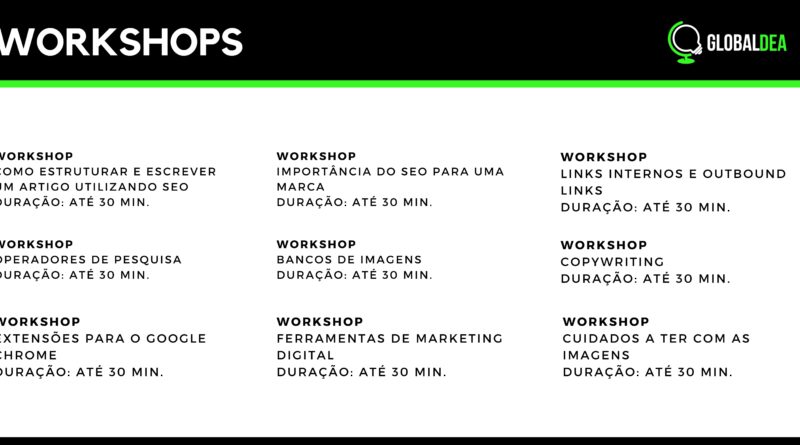 WORKSHOPS
GLOBALDEA
WORKSHOP
COMO ESTRUTURAR E ESCREVER
UM ARTIGO UTILIZANDO SEO
DURAÇÃO: ATÉ 30 MIN.
WORKSHOP
IMPORTÂNCIA DO SEO PARA UMA
MARCA
DURAÇÃO: ATÉ 30 MIN.
WORKSHOP
LINKS INTERNOS E OUTBOUND
LINKS
DURAÇÃO: ATÉ 30 MIN.
WORKSHOP
OPERADORES DE PESQUISA
DURAÇÃO: ATÉ 30 MIN.
WORKSHOP
BANCOS DE IMAGENS
DURAÇÃO: ATÉ 30 MIN.
WORKSHOP
COPYWRITING
DURAÇÃO: ATÉ 30 MIN.
WORKSHOP
EXTENSÕES PARA O GOOGLE
CHROME
DURAÇÃO: ATÉ 30 MIN.
WORKSHOP
FERRAMENTAS DE MARKETING
DIGITAL
DURAÇÃO: ATÉ 30 MIN.
WORKSHOP
CUIDADOS A TER COM AS
IMAGENS
DURAÇÃO: ATÉ 30 MIN.